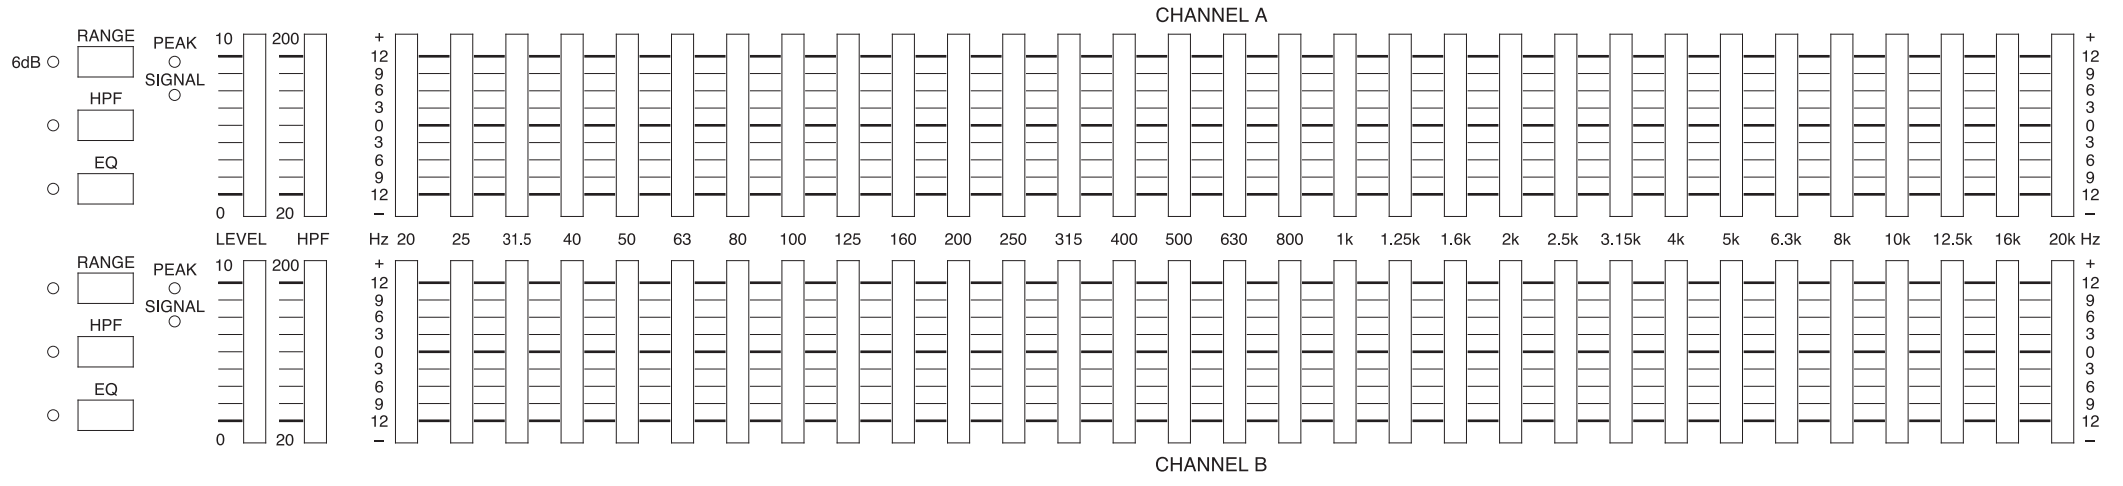 CHANNEL A
RANGE PEAK 10 200 + +
6dB SIGNAL 12 12
9 9
HPF 6 6
3 3
0 0
3 3
EQ 6 6
9 9
12 12
0 20 − −
LEVEL HPF Hz 20 25 31.5 40 50 63 80 100 125 160 200 250 315 400 500 630 800 1k 1.25k 1.6k 2k 2.5k 3.15k 4k 5k 6.3k 8k 10k 12.5k 16k 20k Hz
RANGE PEAK 10 200 + +
SIGNAL 12 12
9 9
HPF 6 6
3 3
0 0
3 3
EQ 6 6
9 9
12 12
0 20 − −
CHANNEL B